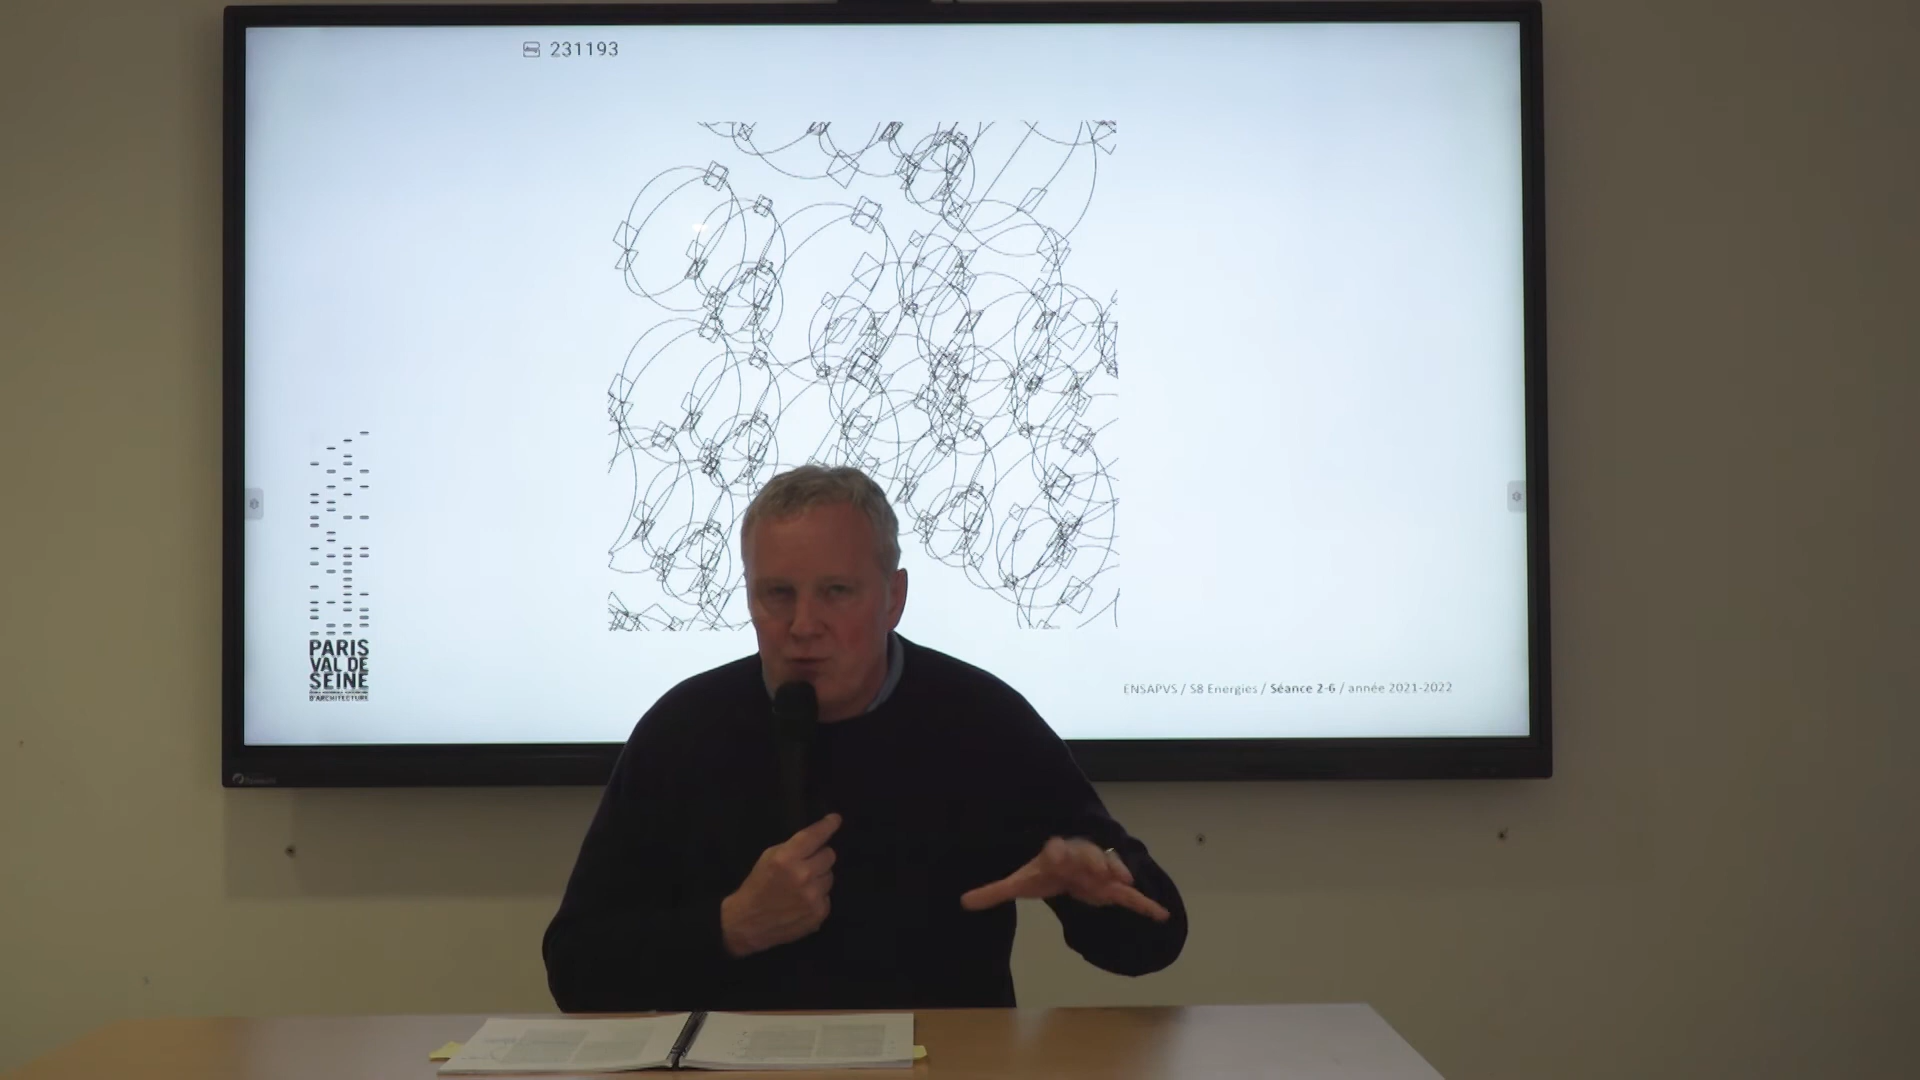 231193
PARIS
VAL DE
SEINE
D'ARCHITECTURE
ENSAPVS / S8 Energies / Séance 2-6 / année 2021-2022